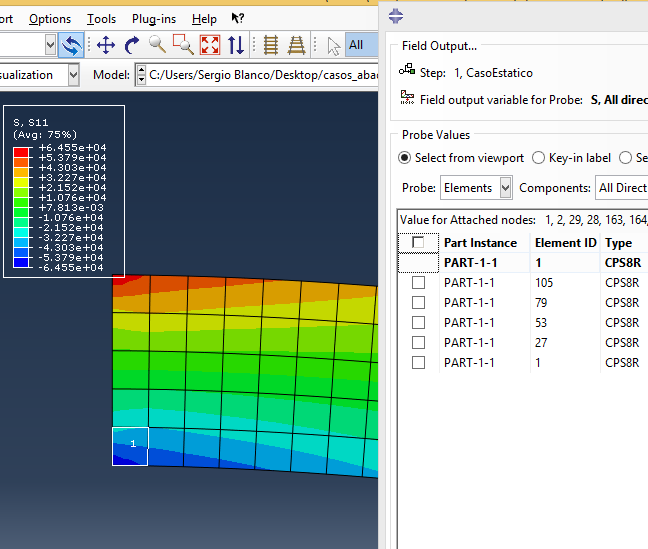 ort Options Tools Plug-ins Help
All
sualization Model: C:/Users/Sergio Blanco/Desktop/casos_aba
S, S11
(Avg: 75%)
+6.455e+04
+5.379e+04
+4.303e+04
+3.227e+04
+2.152e+04
+1.076e+04
+7.813e-03
-1.076e+04
-2.152e+04
-3.227e+04
-4.303e+04
-5.379e+04
-6.455e+04
1
Field Output...
Step: 1, CasoEstatico
Field output variable for Probe: S, All direc
Probe Values
Select from viewport Key-in label Se
Probe: Elements Components: All Direct
Value for Attached nodes: 1, 2, 29, 28, 163, 164,
Part Instance Element ID Type
PART-1-1 1 CPS8R
PART-1-1 105 CPS8R
PART-1-1 79 CPS8R
PART-1-1 53 CPS8R
PART-1-1 27 CPS8R
PART-1-1 1 CPS8R